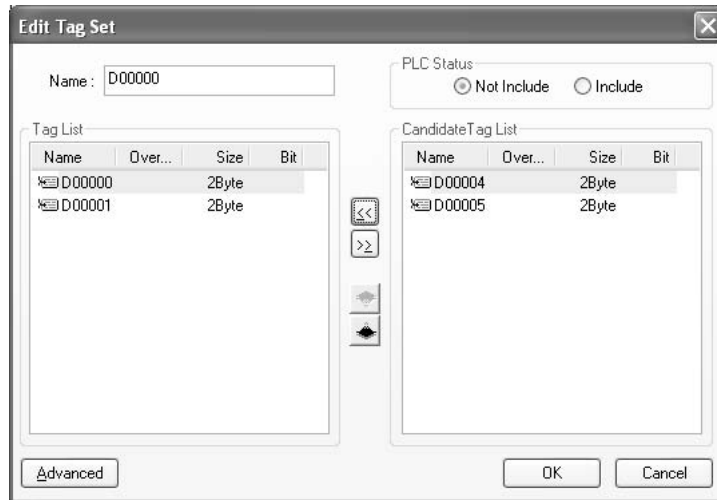 Edit Tag Set
Name : D00000
PLC Status
Not Include Include
Tag List
Name Over... Size Bit
D00000 2Byte
D00001 2Byte
<<
>>
CandidateTag List
Name Over... Size Bit
D00004 2Byte
D00005 2Byte
Advanced
OK Cancel